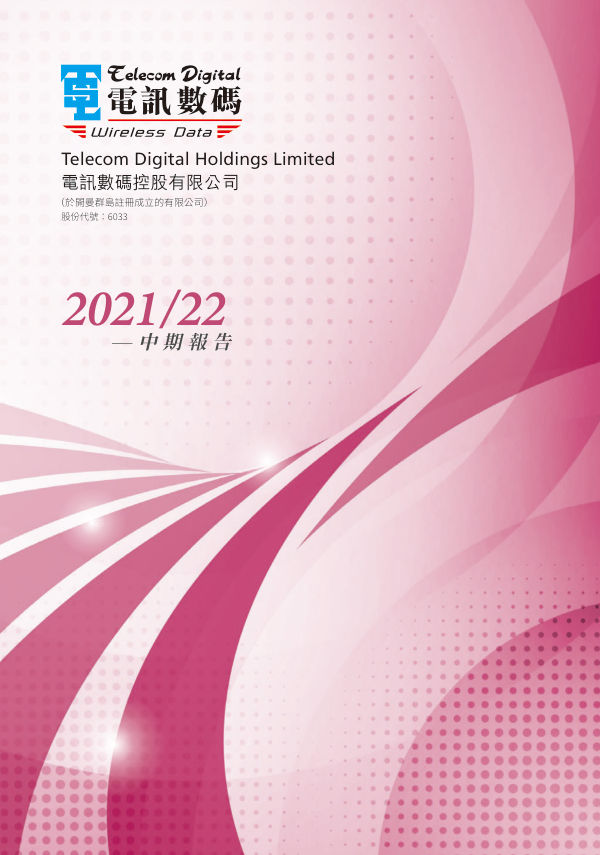 Telecom Digital
電訊數碼
Wireless Data
Telecom Digital Holdings Limited
電訊數碼控股有限公司
(於開曼群島註冊成立的有限公司)
股份代號：6033
2021/22
— 中期報告